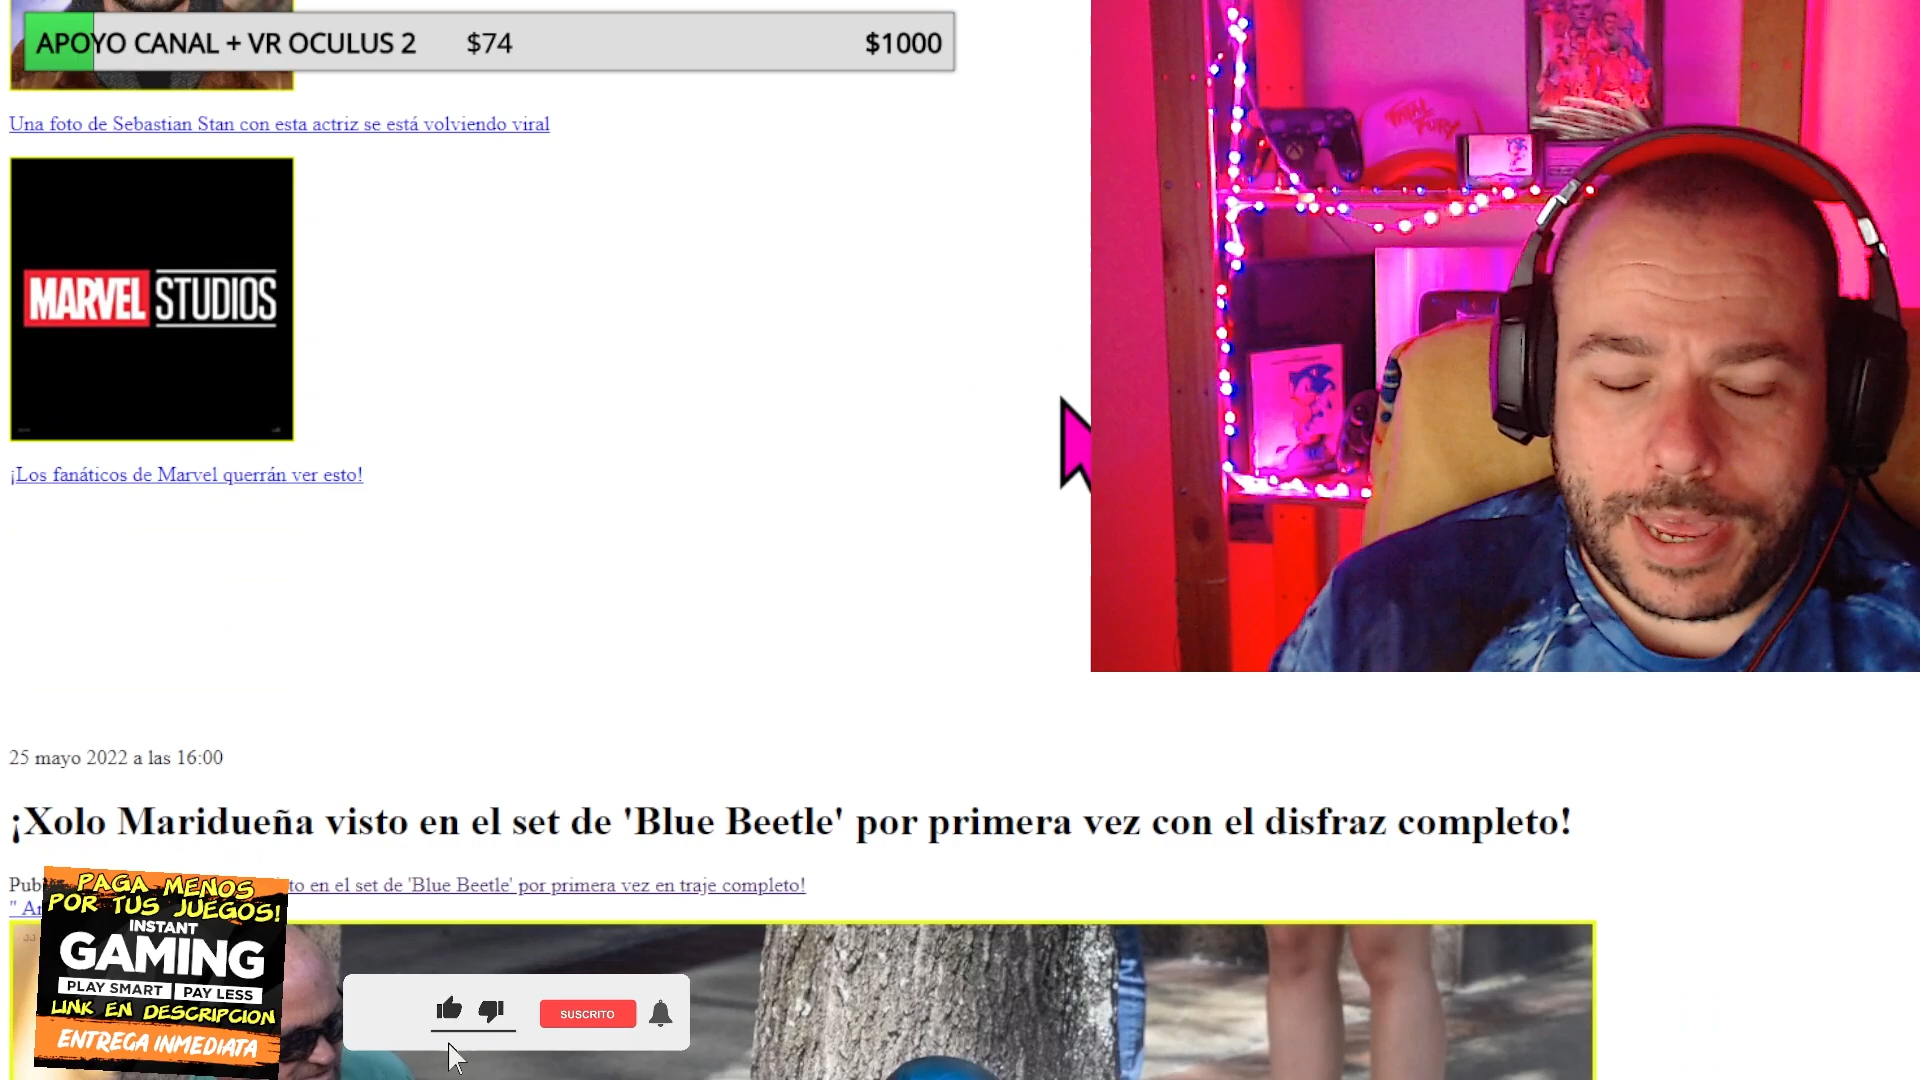 APOYO CANAL + VR OCULUS 2 $74 $1000
Una foto de Sebastian Stan con esta actriz se está volviendo viral
MARVEL STUDIOS
FATAL FURY
¡Los fanáticos de Marvel querrán ver esto!
25 mayo 2022 a las 16:00
¡Xolo Maridueña visto en el set de 'Blue Beetle' por primera vez con el disfraz completo!
Pub to en el set de 'Blue Beetle' por primera vez en traje completo!
PAGA MENOS
POR TUS JUEGOS!
INSTANT
GAMING
PLAY SMART PAY LESS
LINK EN DESCRIPCION
ENTREGA INMEDIATA
SUSCRITO